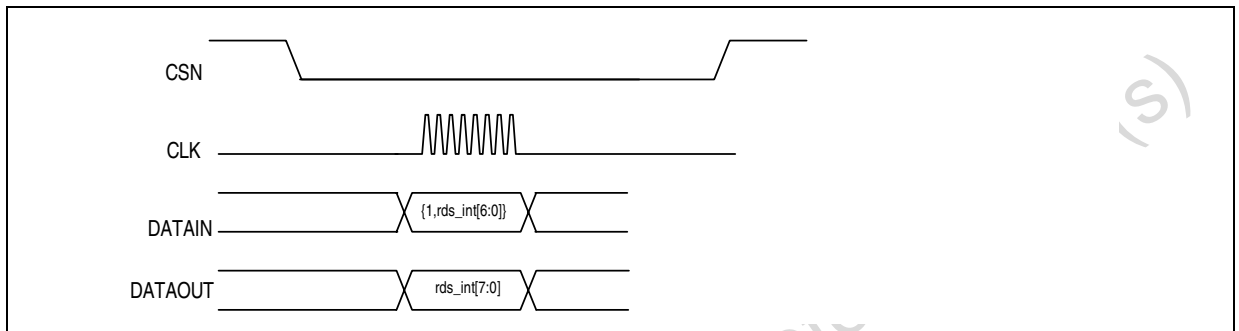 CSN
CLK
{1,rds_int[6:0]}
DATAIN
rds_int[7:0]
DATAOUT